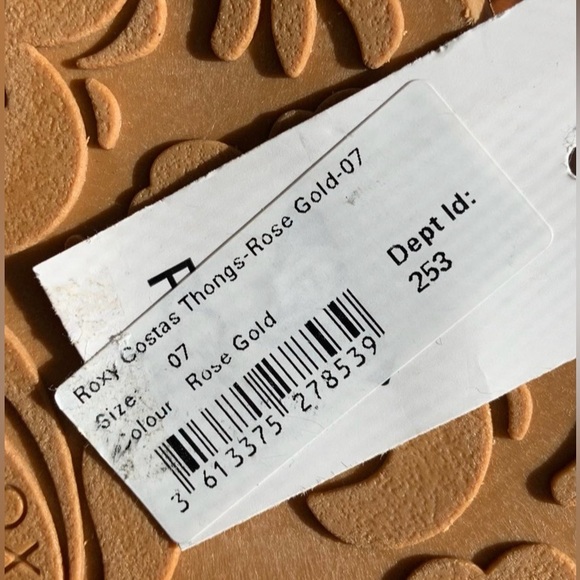 Roxy Costas Thongs-Rose Gold-07
Size 07
Colour Rose Gold
Dept Id:
253
3 613375 278539